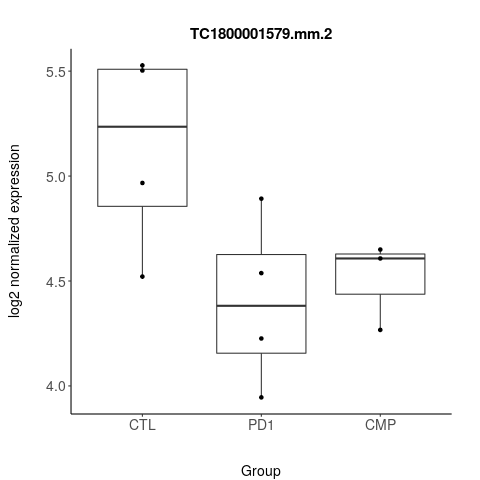 TC1800001579.mm.2
log2 normalized expression
5.5
5.0
4.5
4.0
CTL PD1 CMP
Group